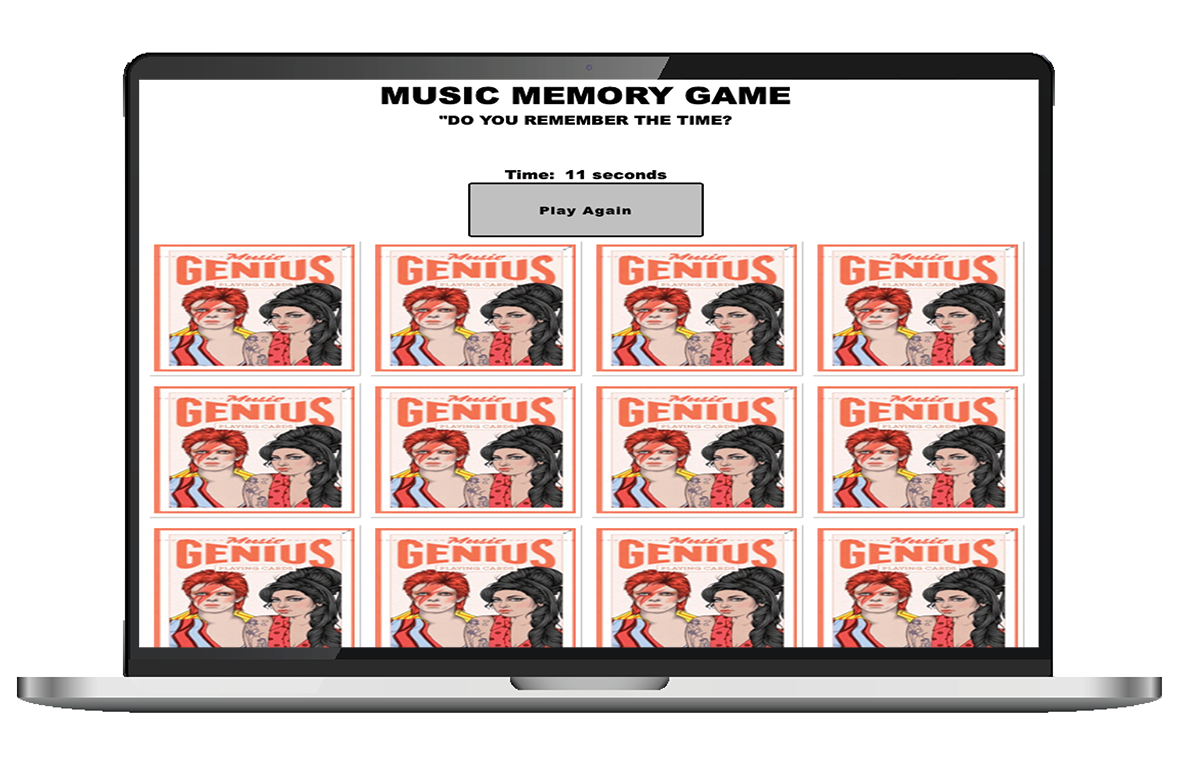 MUSIC MEMORY GAME
"DO YOU REMEMBER THE TIME?
Time: 11 seconds
Play Again
Music Music Music Music
GENIUS GENIUS GENIUS GENIUS
PLAYING CARDS PLAYING CARDS PLAYING CARDS PLAYING CARDS
Music Music Music Music
GENIUS GENIUS GENIUS GENIUS
PLAYING CARDS PLAYING CARDS PLAYING CARDS PLAYING CARDS
Music Music Music Music
GENIUS GENIUS GENIUS GENIUS
PLAYING CARDS PLAYING CARDS PLAYING CARDS PLAYING CARDS